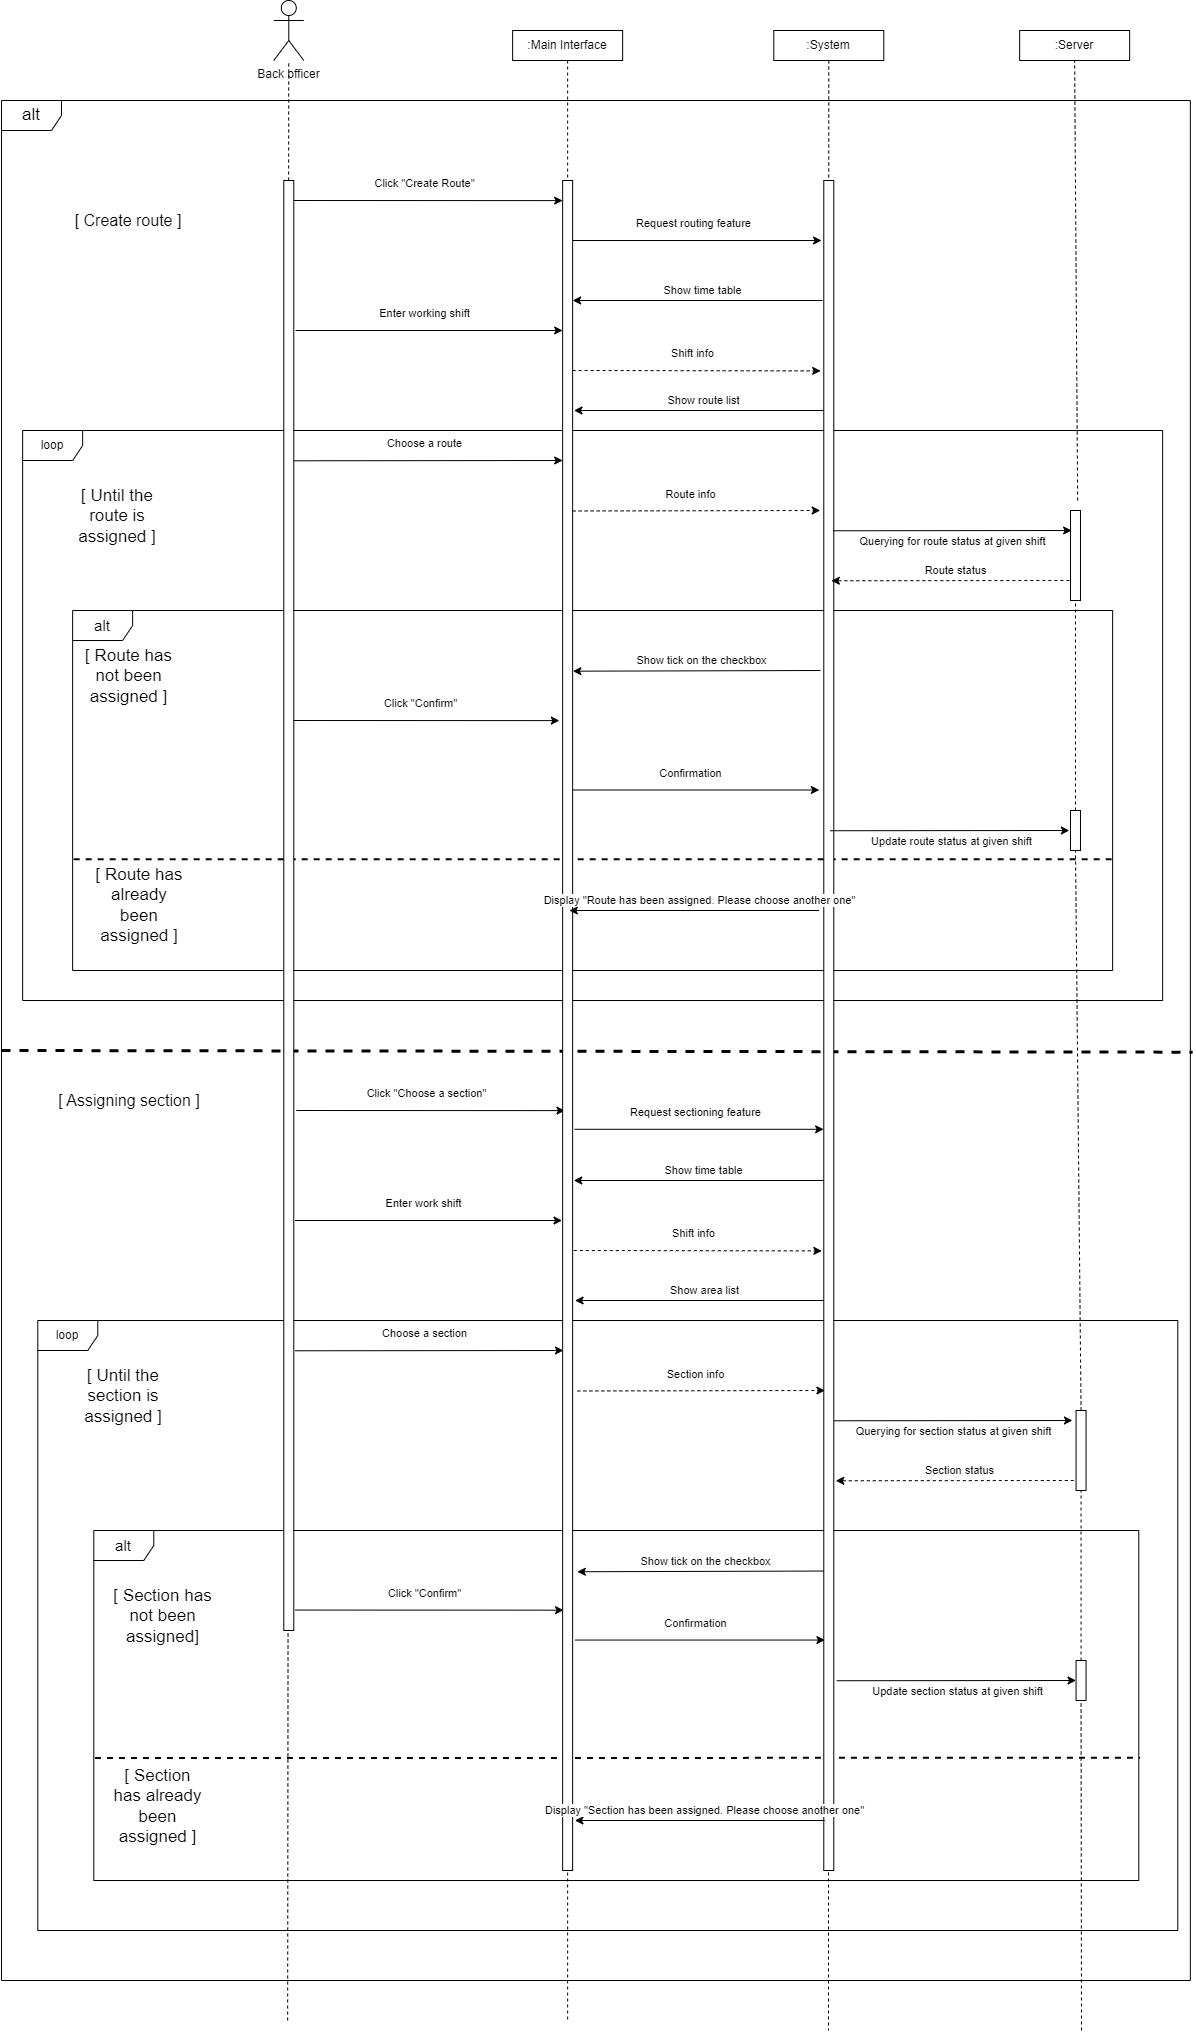 Back officer
:Main Interface
:System
:Server
alt
Click "Create Route"
[ Create route ]
Request routing feature
Show time table
Enter working shift
Shift info
Show route list
loop
Choose a route
[ Until the
route is
assigned ]
Route info
Querying for route status at given shift
Route status
alt
[ Route has
not been
assigned ]
Show tick on the checkbox
Click "Confirm"
Confirmation
Update route status at given shift
[ Route has
already
been
assigned ]
Display "Route has been assigned. Please choose another one"
[ Assigning section ]
Click "Choose a section"
Request sectioning feature
Show time table
Enter work shift
Shift info
Show area list
loop
Choose a section
[ Until the
section is
assigned ]
Section info
Querying for section status at given shift
Section status
alt
Show tick on the checkbox
[ Section has
not been
assigned]
Click "Confirm"
Confirmation
Update section status at given shift
[ Section
has already
been
assigned ]
Display "Section has been assigned. Please choose another one"